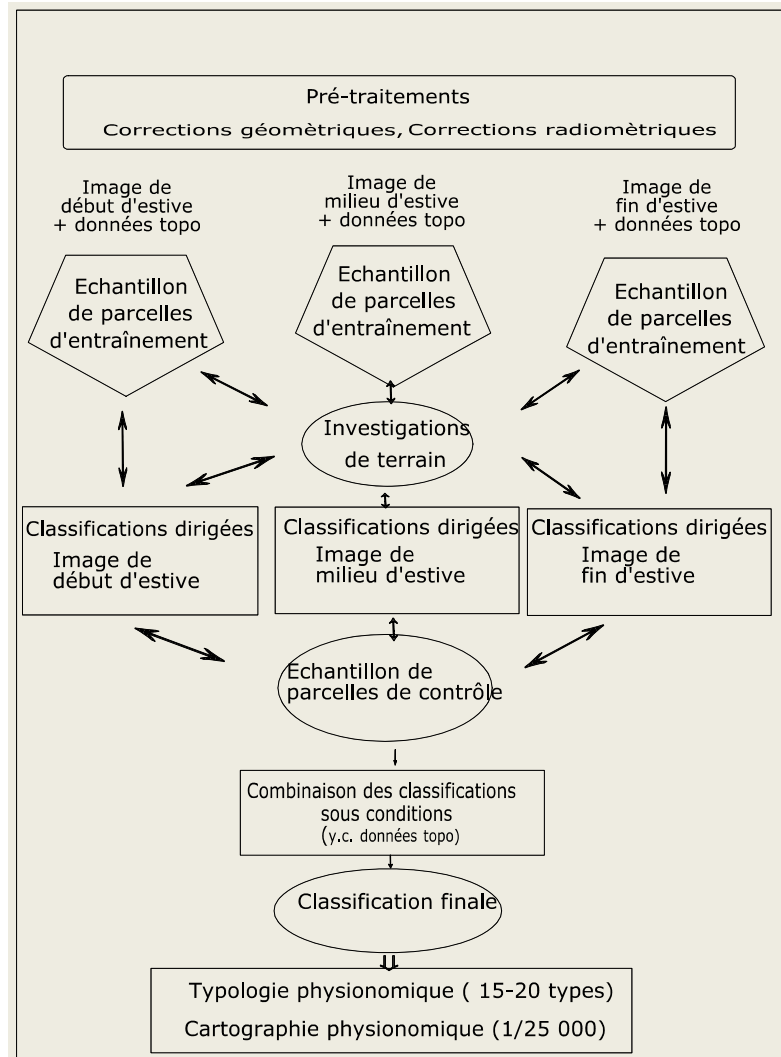 Pré-traitements
Corrections géomètriques, Corrections radiomètriques
Image de
début d'estive
+ données topo
Image de
milieu d'estive
+ données topo
Image de
fin d'estive
+ données topo
Echantillon
de parcelles
d'entraînement
Echantillon
de parcelles
d'entraînement
Echantillon
de parcelles
d'entraînement
Investigations
de terrain
Classifications dirigées
Image de
début d'estive
Classifications dirigées
Image de
milieu d'estive
Classifications dirigées
Image de
fin d'estive
Echantillon de
parcelles de contrôle
Combinaison des classifications
sous conditions
(y.c. données topo)
Classification finale
Typologie physionomique ( 15-20 types)
Cartographie physionomique (1/25 000)